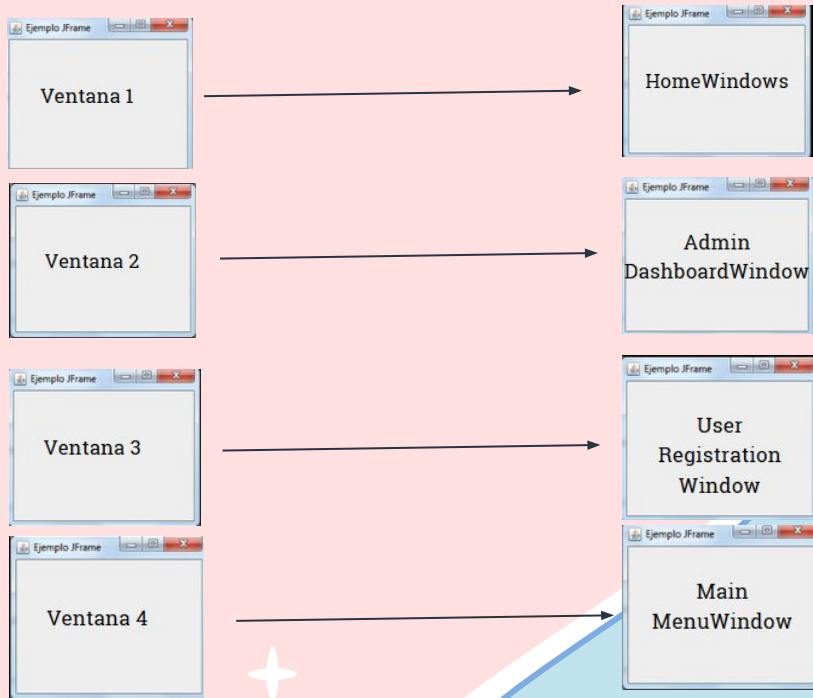 Ejemplo JFrame
Ventana 1
Ejemplo JFrame
HomeWindows
Ejemplo JFrame
Ventana 2
Ejemplo JFrame
Admin
DashboardWindow
Ejemplo JFrame
Ventana 3
Ejemplo JFrame
User
Registration
Window
Ejemplo JFrame
Ventana 4
Ejemplo JFrame
Main
MenuWindow